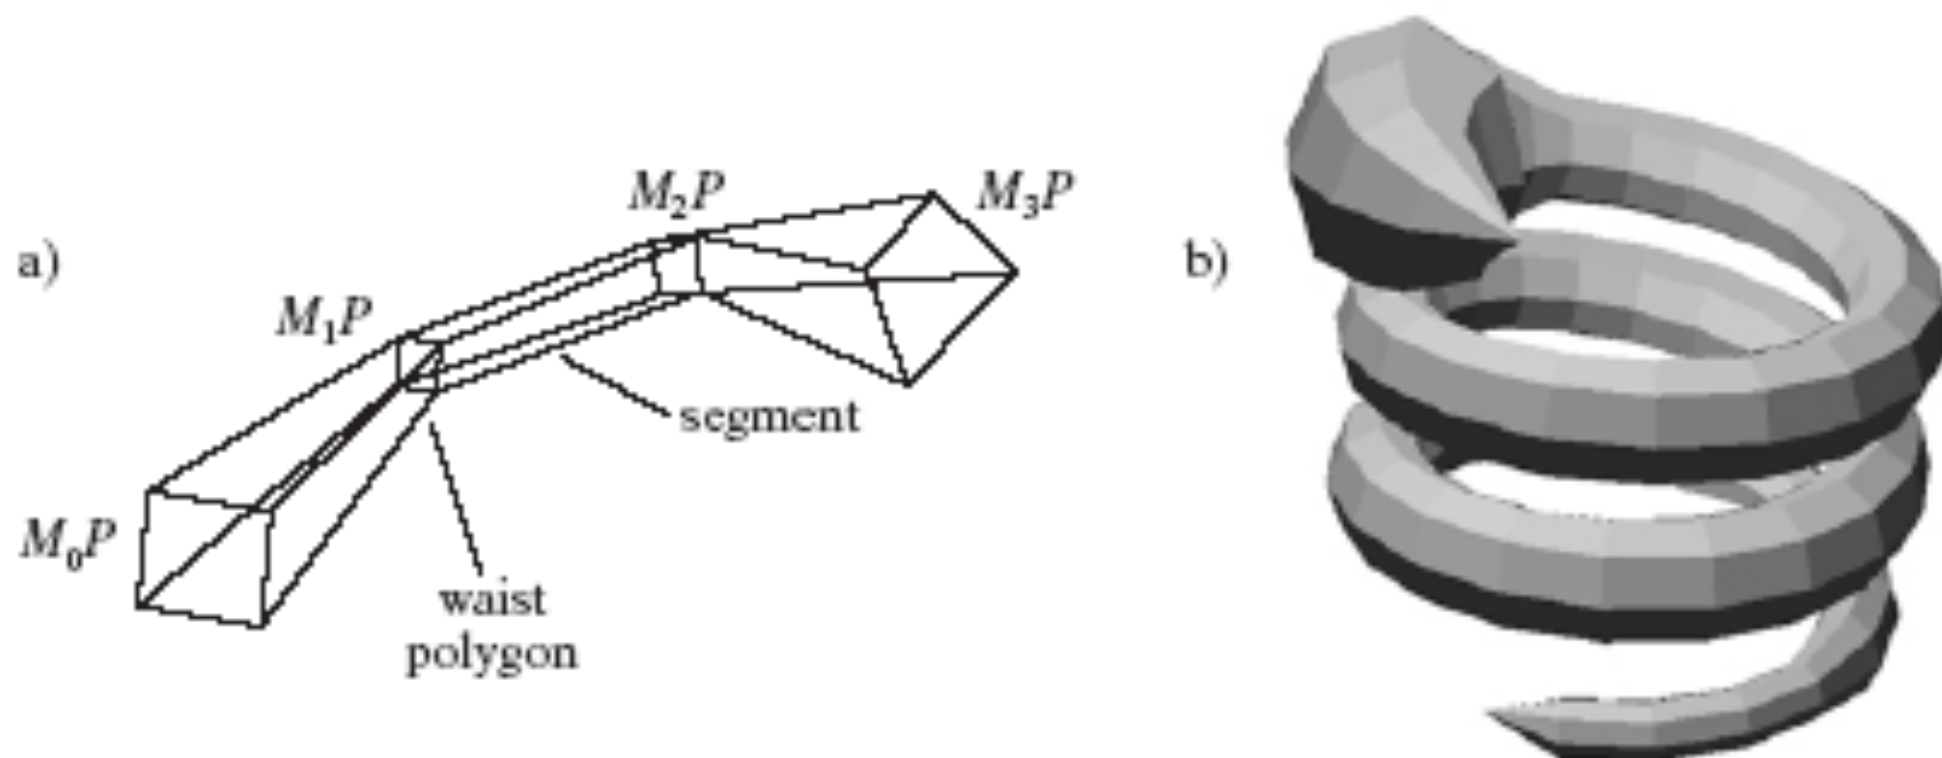 a)
M₀P
M₁P
M₂P
M₃P
segment
waist
polygon
b)